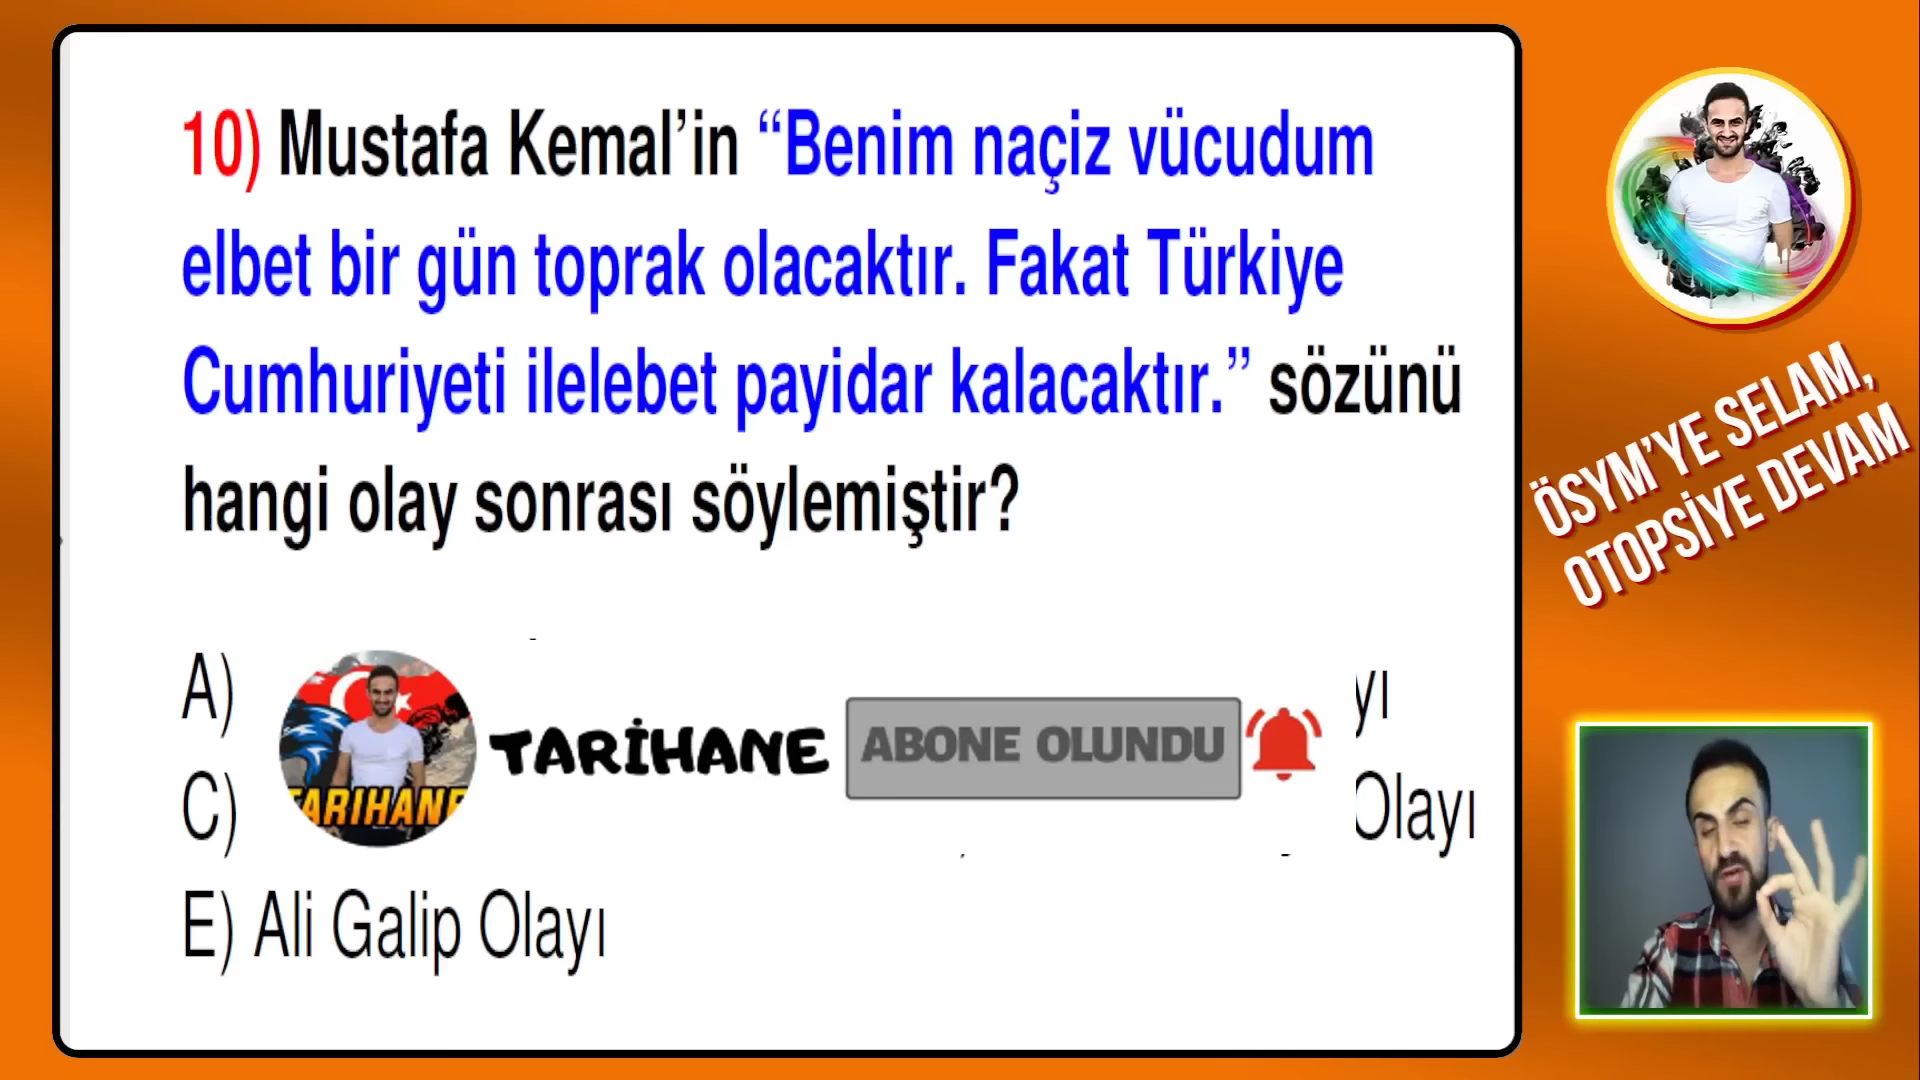 10) Mustafa Kemal’in “Benim naçiz vücudum
elbet bir gün toprak olacaktır. Fakat Türkiye
Cumhuriyeti ilelebet payidar kalacaktır.” sözünü
hangi olay sonrası söylemiştir?
A)
C)
Olayı
E) Ali Galip Olayı
TARİHANE
TARIHANE
ABONE OLUNDU
ÖSYM’YE SELAM,
OTOPSİYE DEVAM